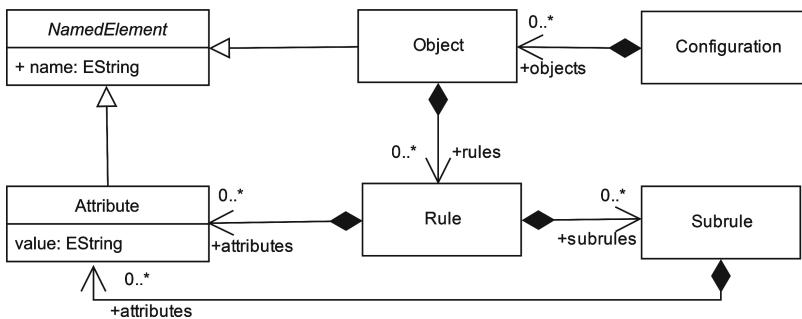 NamedElement
+ name: EString
Object
0..*
+objects
Configuration
0..*
+rules
Attribute
value: EString
0..*
+attributes
Rule
0..*
+subrules
Subrule
0..*
+attributes